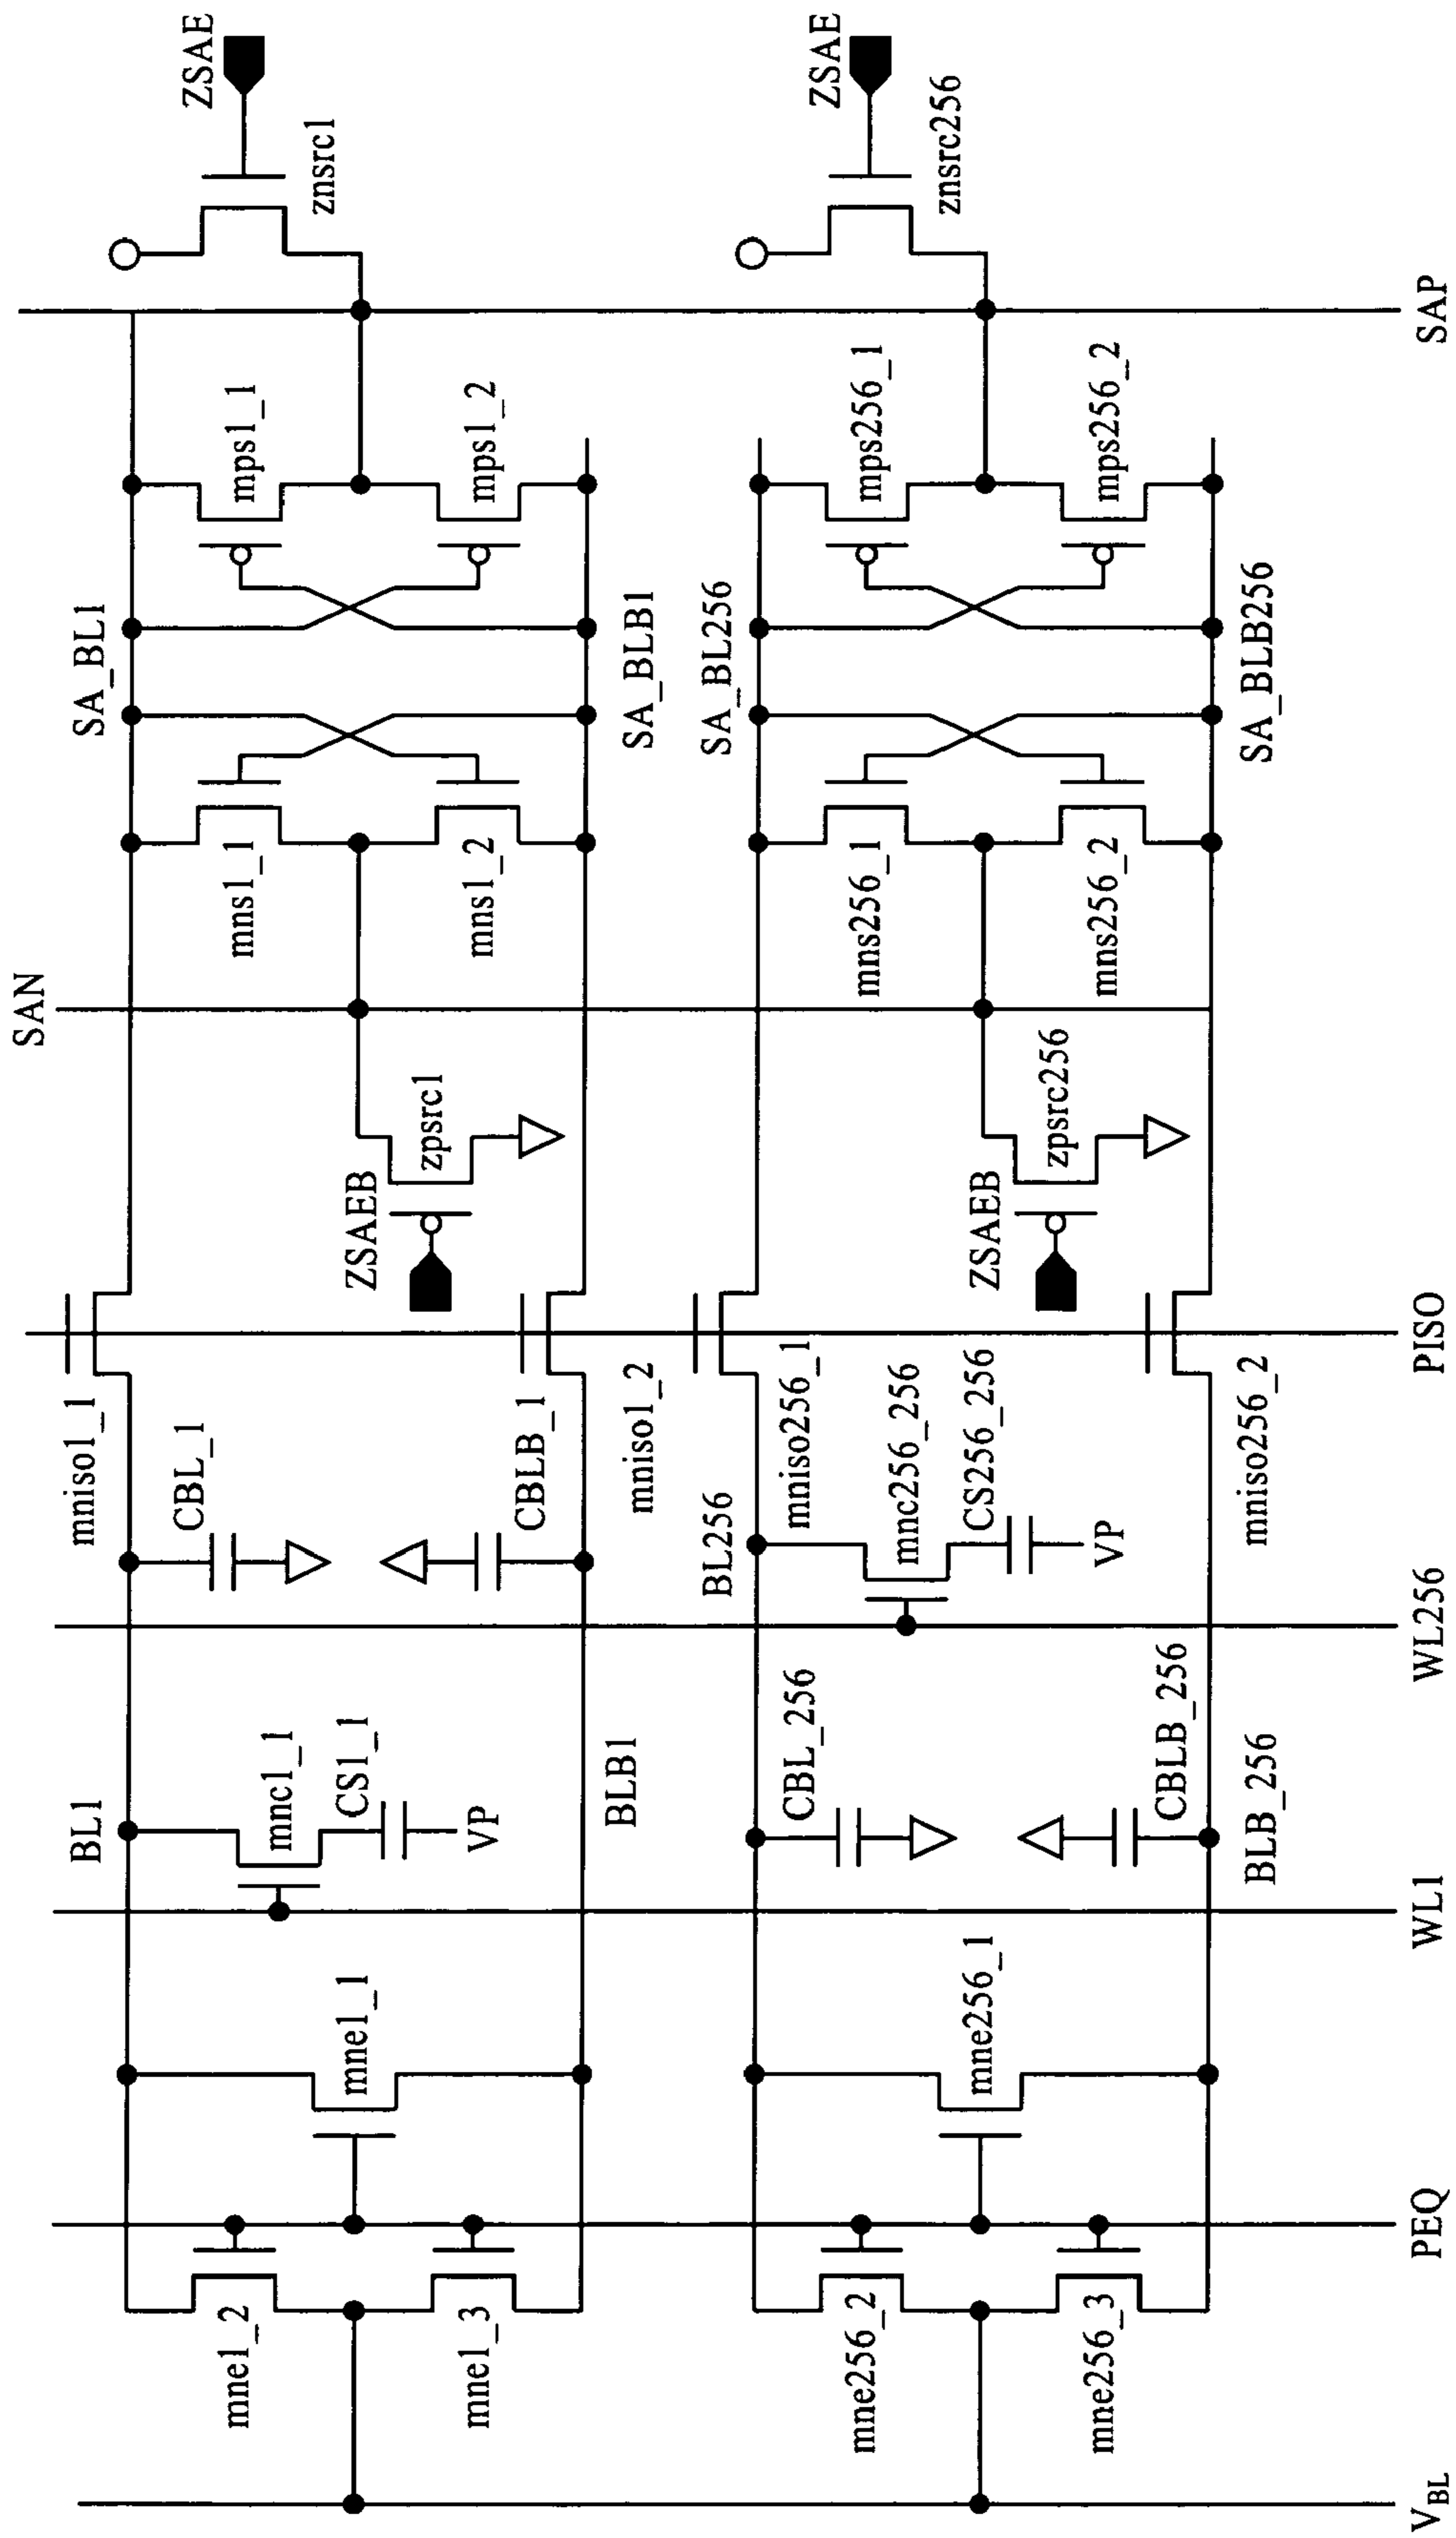 ZSAE
znsrc1
ZSAE
znsrc256
SAP
mps1_1
mps1_2
mps256_1
mps256_2
SA_BL1
SA_BLB1
SA_BL256
SA_BLB256
mns1_1
mns1_2
mns256_1
mns256_2
SAN
zpsrc1
ZSAEB
zpsrc256
ZSAEB
mniso1_1
mniso1_2
mniso256_1
mniso256_2
PISO
CBL_1
CBLB_1
BL256
mnc256_256
CS256_256
VP
WL256
BL1
mnc1_1
CS1_1
VP
BLB1
CBL_256
CBLB_256
BLB_256
WL1
mne1_1
mne256_1
PEQ
mne1_2
mne1_3
mne256_2
mne256_3
VBL